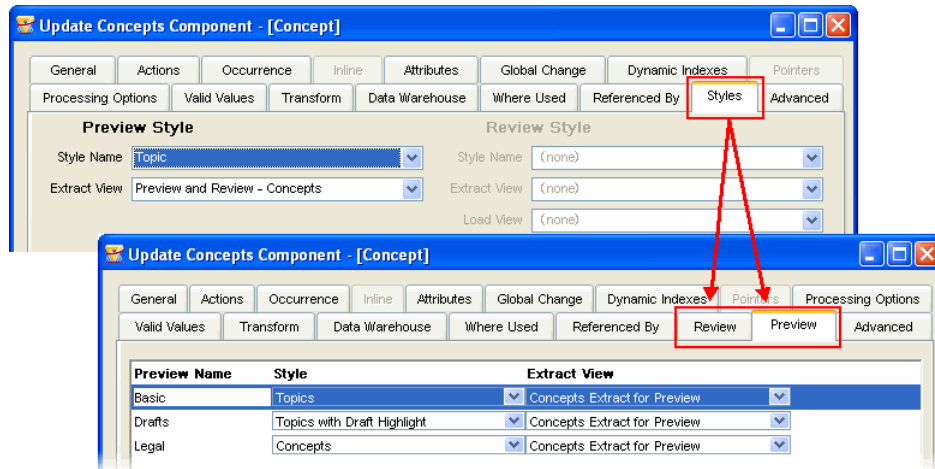 Update Concepts Component - [Concept]
General Actions Occurrence Inline Attributes Global Change Dynamic Indexes Pointers
Processing Options Valid Values Transform Data Warehouse Where Used Referenced By Styles Advanced
Preview Style Review Style
Style Name Topic Style Name (none)
Extract View Preview and Review - Concepts Extract View (none)
Load View (none)
Update Concepts Component - [Concept]
General Actions Occurrence Inline Attributes Global Change Dynamic Indexes Pointers Processing Options
Valid Values Transform Data Warehouse Where Used Referenced By Review Preview Advanced
Preview Name Style Extract View
Basic Topics Concepts Extract for Preview
Drafts Topics with Draft Highlight Concepts Extract for Preview
Legal Concepts Concepts Extract for Preview